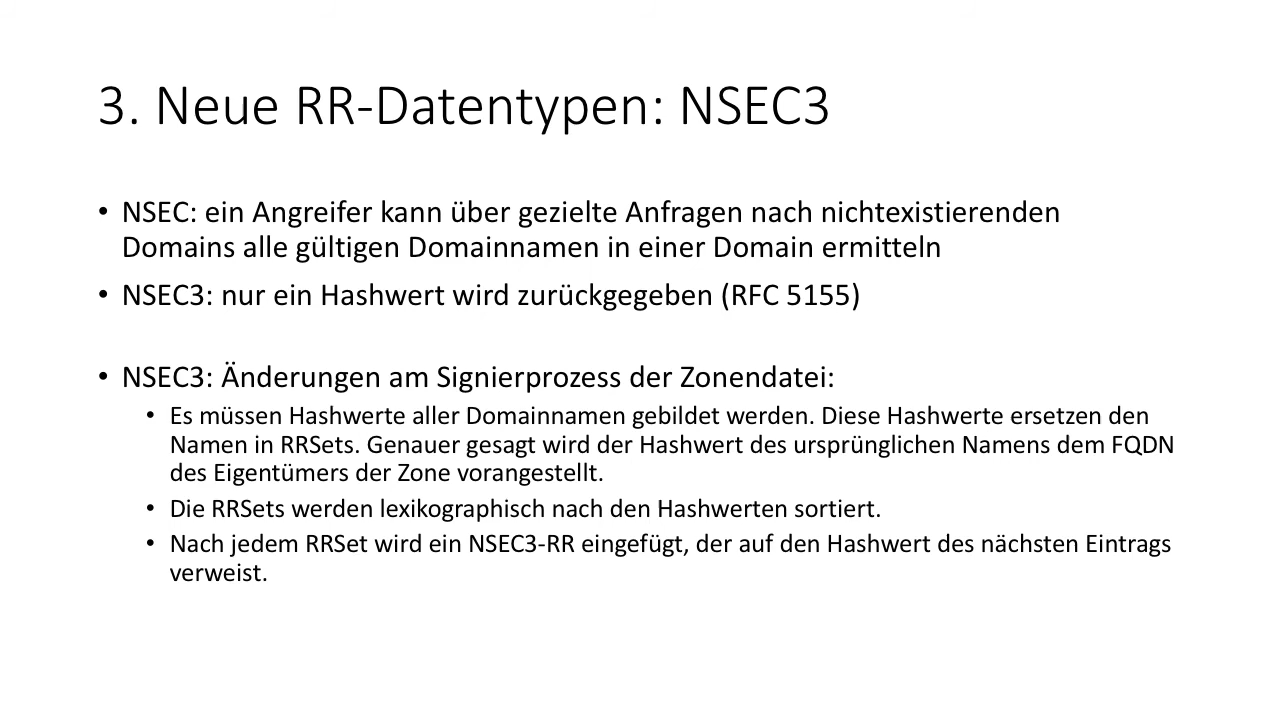 3. Neue RR-Datentypen: NSEC3
• NSEC: ein Angreifer kann über gezielte Anfragen nach nichtexistierenden
Domains alle gültigen Domainnamen in einer Domain ermitteln
• NSEC3: nur ein Hashwert wird zurückgegeben (RFC 5155)
• NSEC3: Änderungen am Signierprozess der Zonendatei:
• Es müssen Hashwerte aller Domainnamen gebildet werden. Diese Hashwerte ersetzen den
Namen in RRSets. Genauer gesagt wird der Hashwert des ursprünglichen Namens dem FQDN
des Eigentümers der Zone vorangestellt.
• Die RRSets werden lexikographisch nach den Hashwerten sortiert.
• Nach jedem RRSet wird ein NSEC3-RR eingefügt, der auf den Hashwert des nächsten Eintrags
verweist.